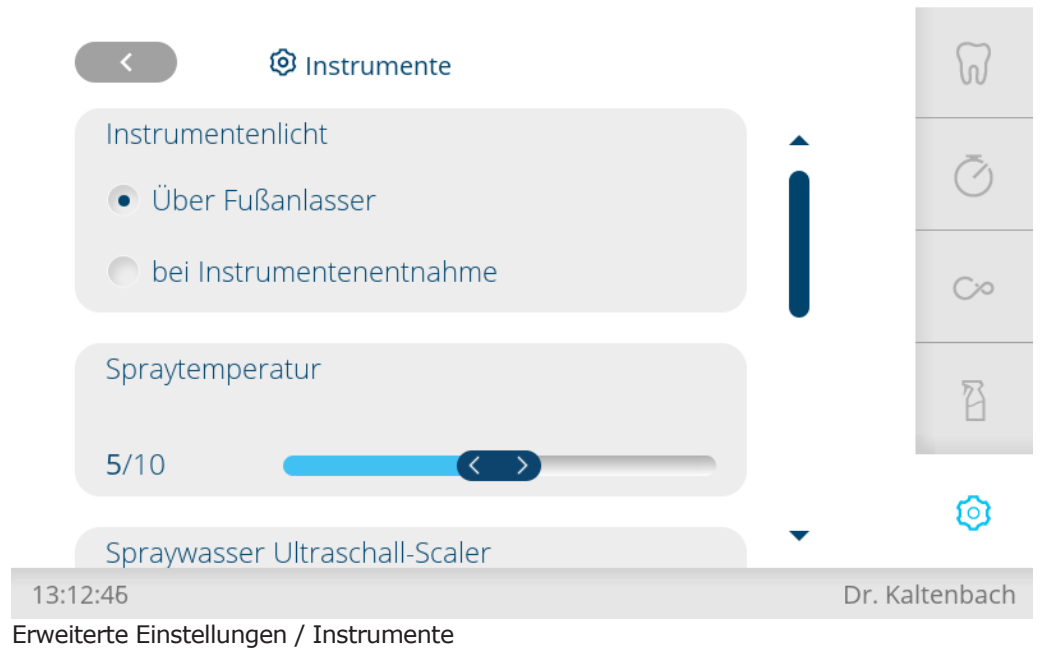 Instrumente
Instrumentenlicht
Über Fußanlasser
bei Instrumentenentnahme
Spraytemperatur
5/10
Spraywasser Ultraschall-Scaler
13:12:46
Dr. Kaltenbach
Erweiterte Einstellungen / Instrumente